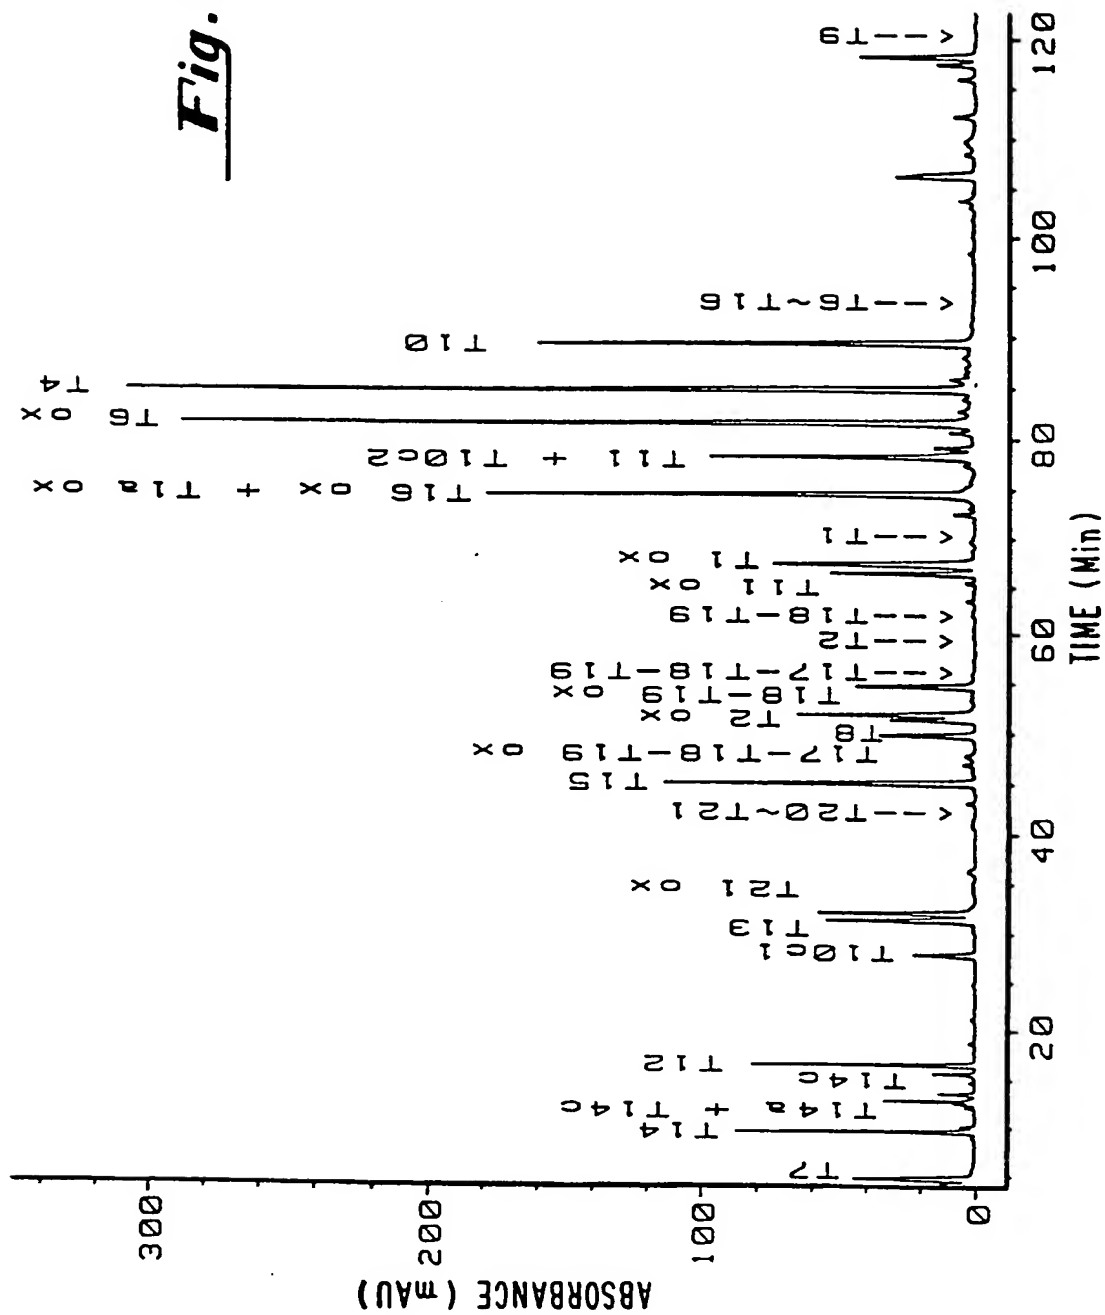 Fig.
ABSORBANCE (mAU)
300
200
100
0
T7
T14
T14a + T14c
T14c
T12
T10c1
T13
T21 ox
<---T20~T21
T15
T17-T18-T19 ox
T8
T2 ox
T18-T19 ox
<---T17-T18-T19
<---T2
<---T18-T19
T11 ox
T1 ox
<---T1
T16 ox + T1a ox
T11 + T10c2
T6 ox
T4
T10
<---T6~T16
<---T9
20
40
60
80
100
120
TIME (Min)